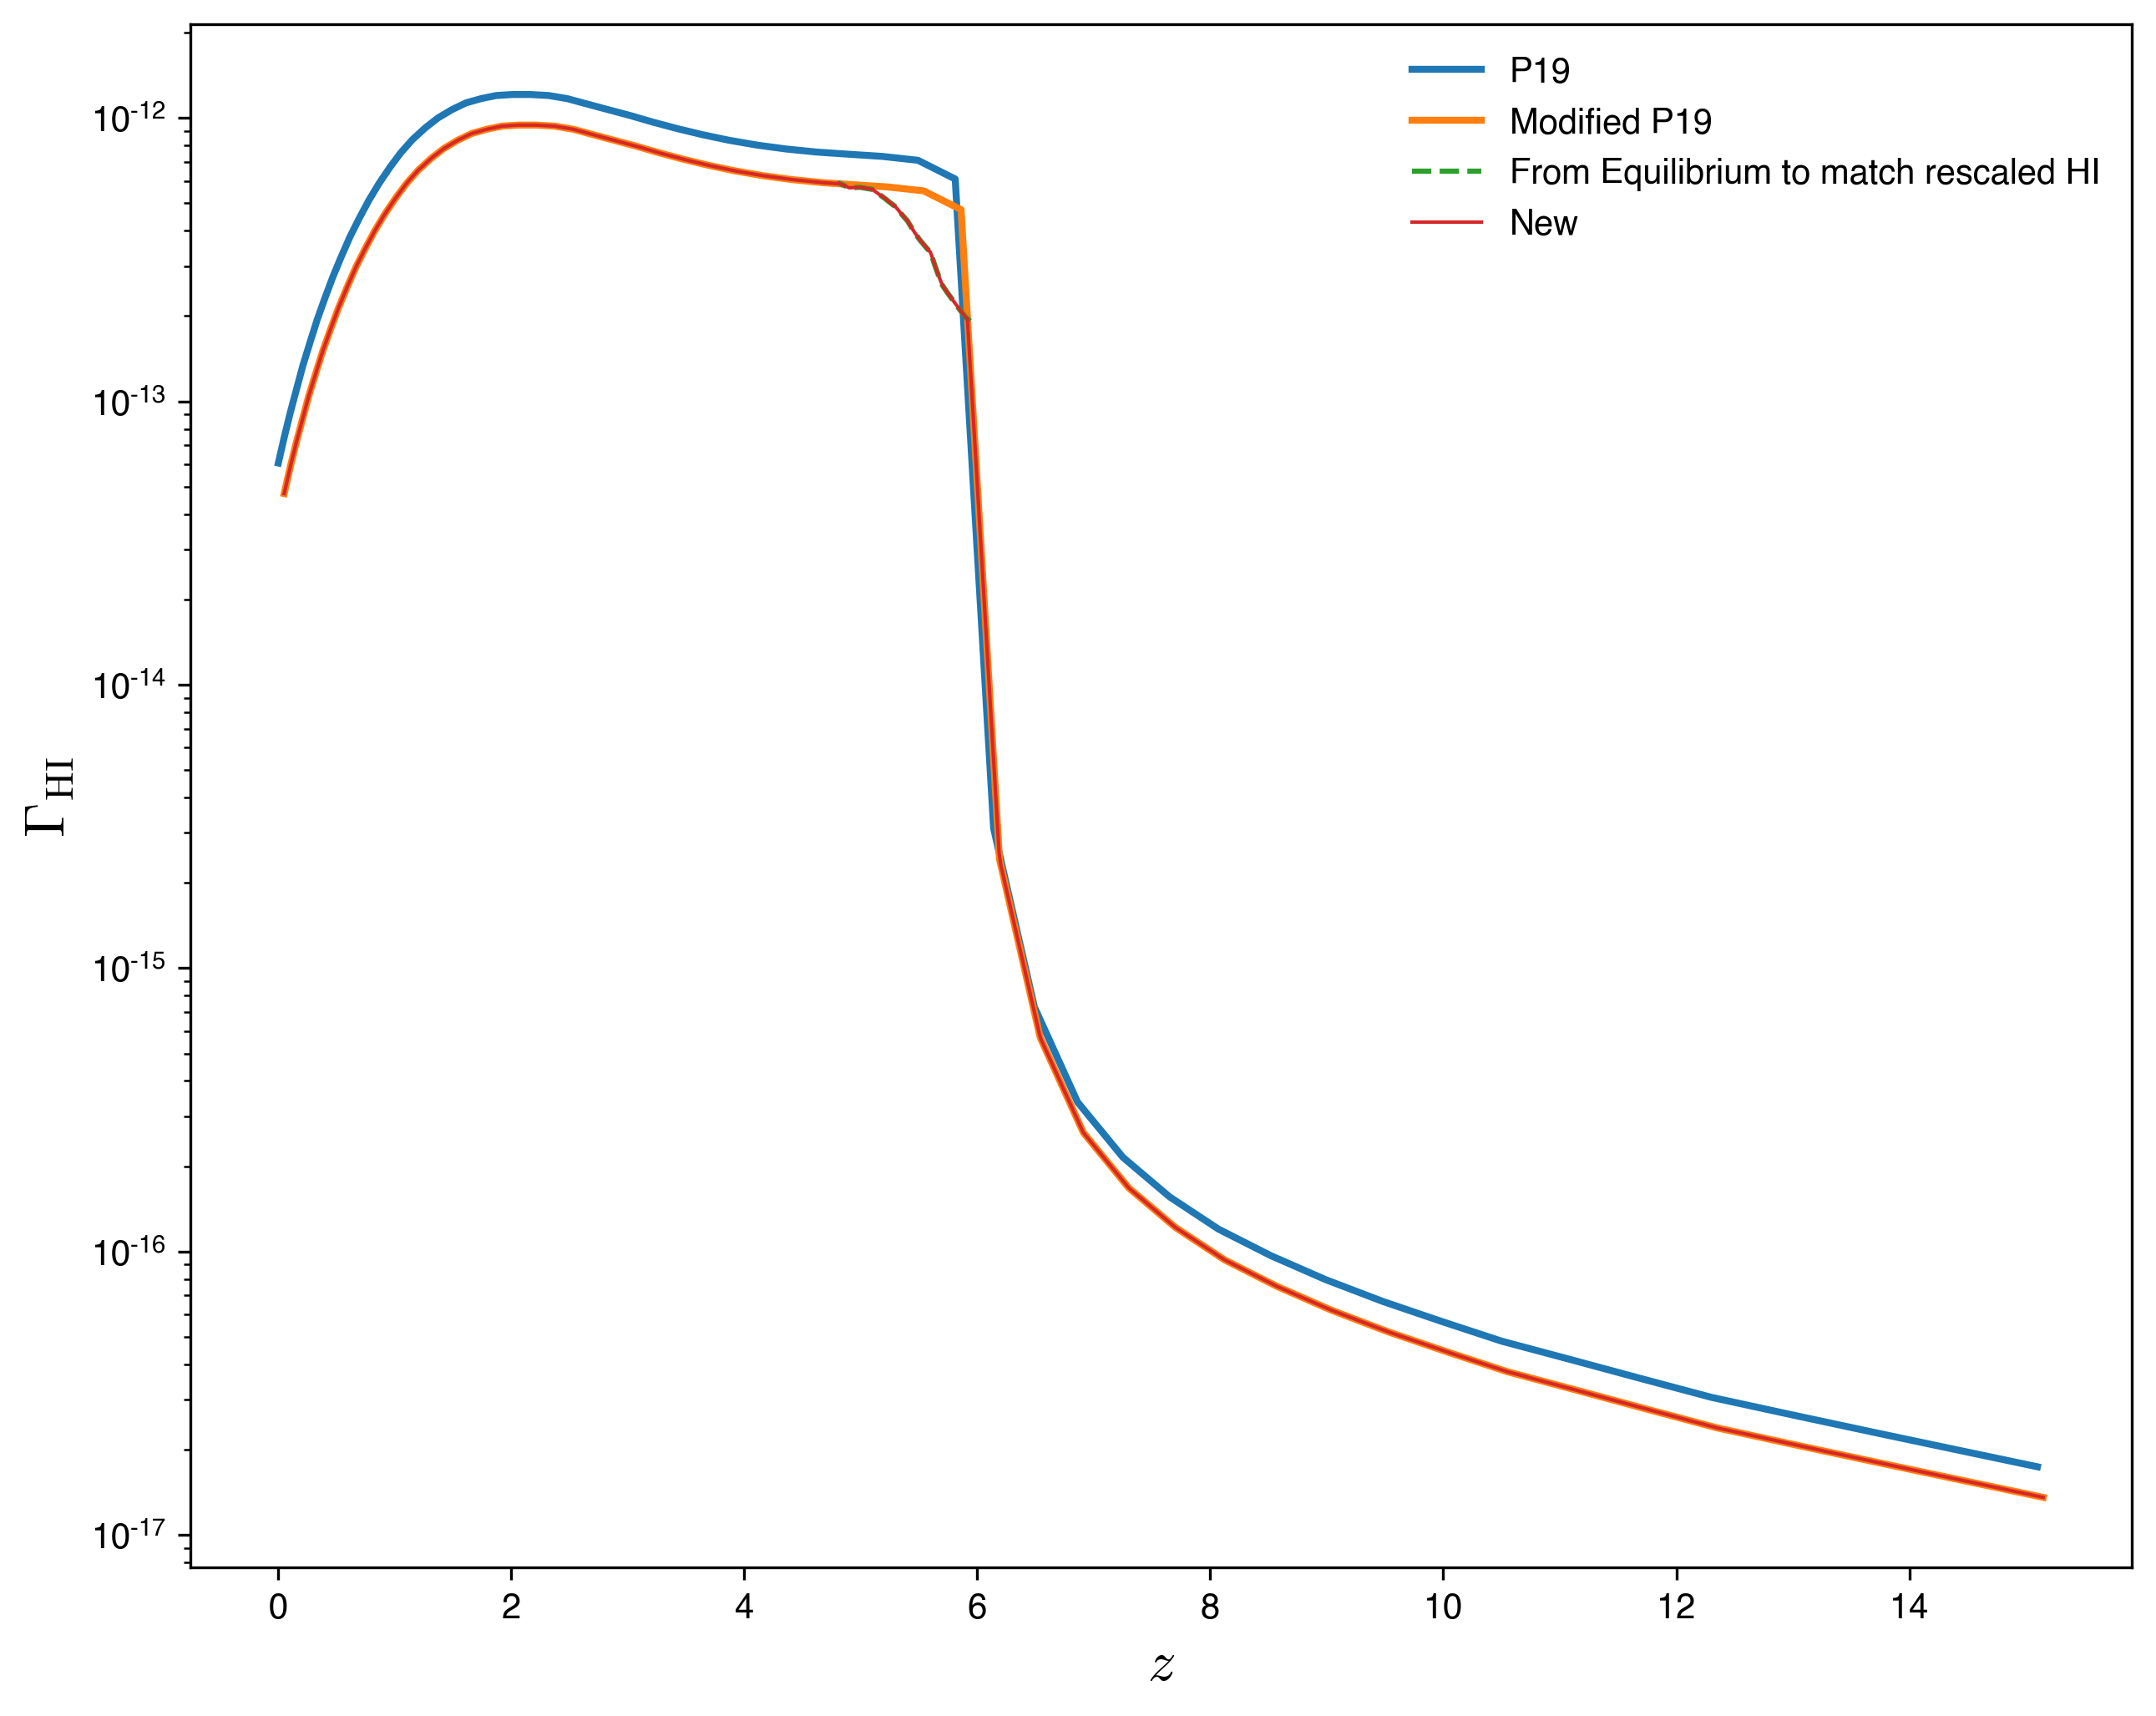 P19
Modified P19
From Equilibrium to match rescaled HI
New
10-12
10-13
10-14
10-15
10-16
10-17
ΓHI
0 2 4 6 8 10 12 14
z